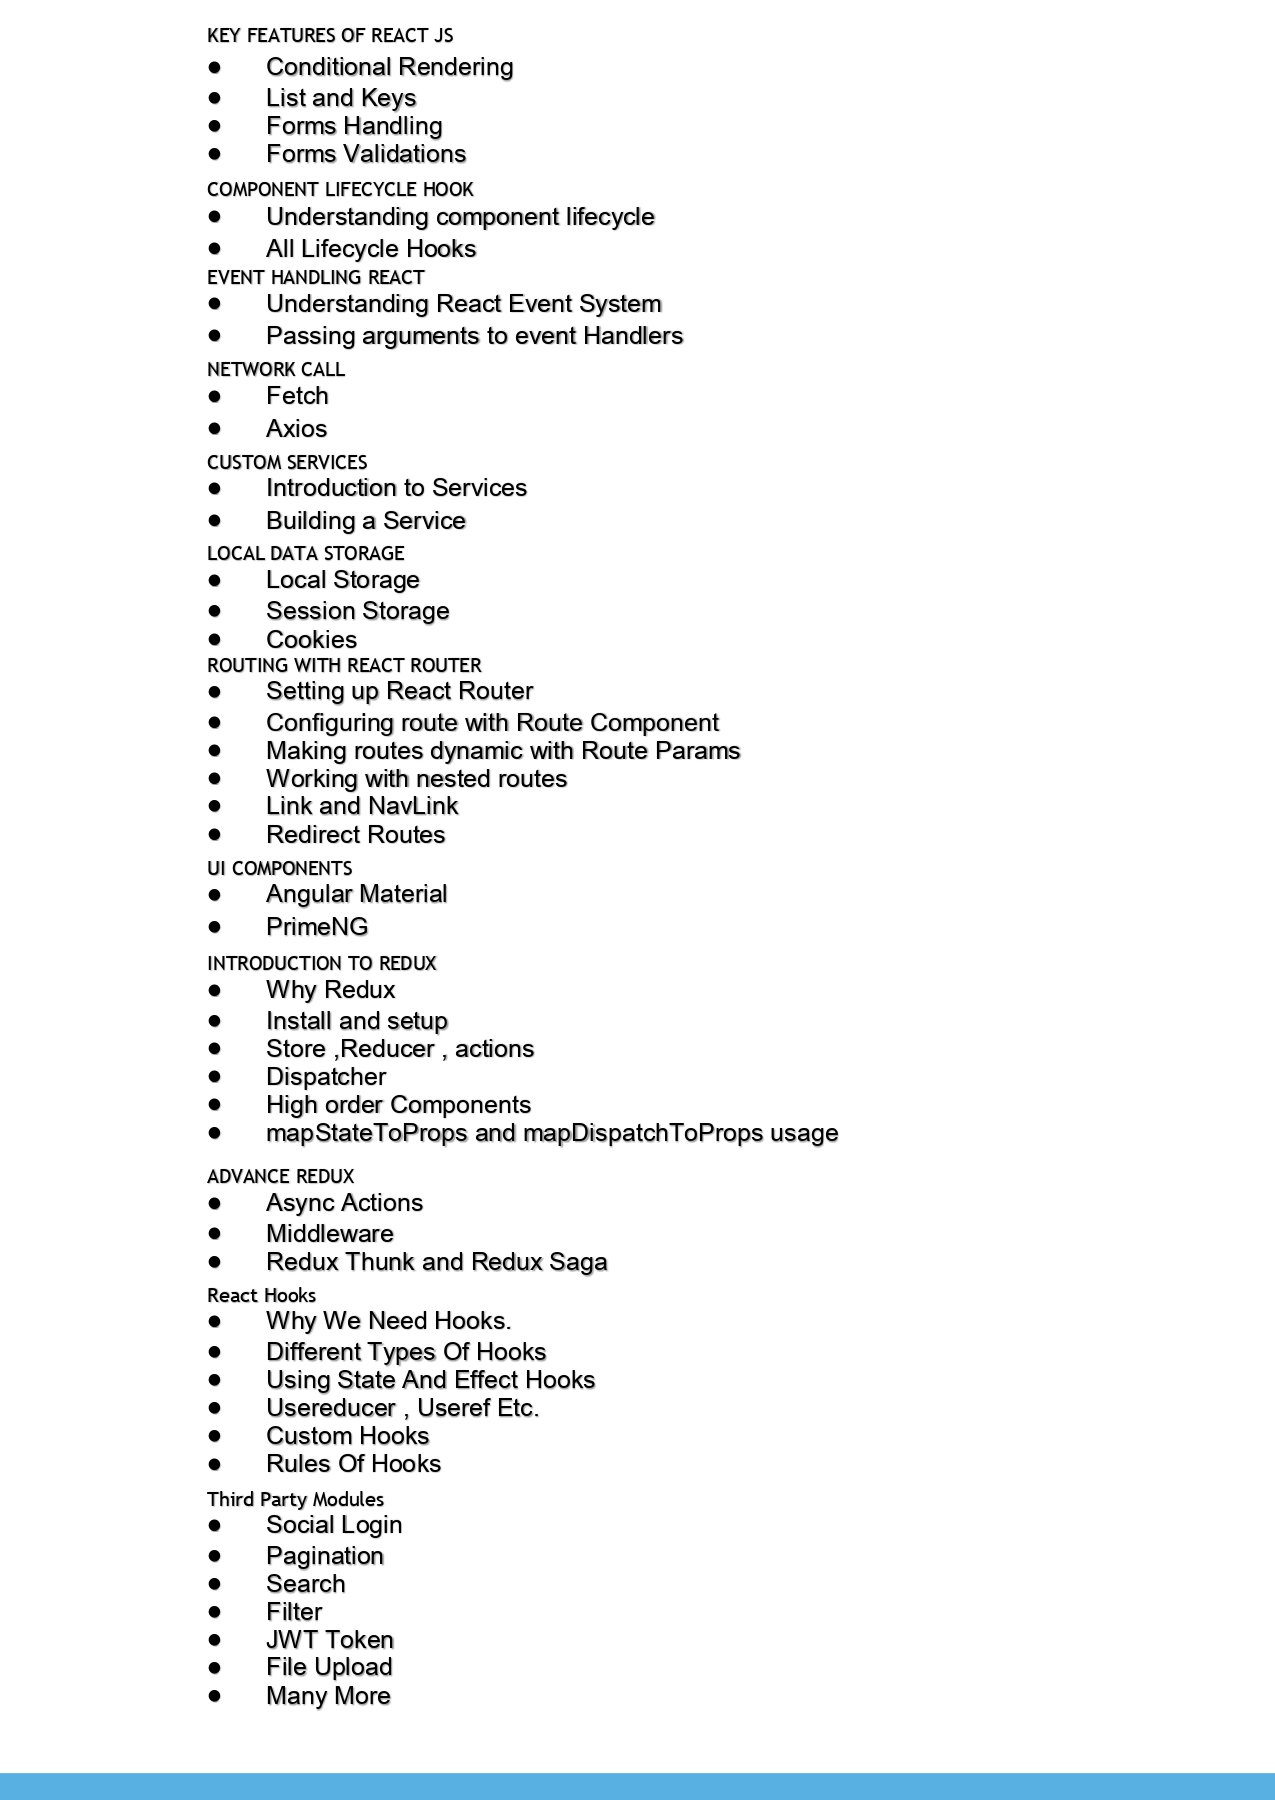 KEY FEATURES OF REACT JS
● Conditional Rendering
● List and Keys
● Forms Handling
● Forms Validations
COMPONENT LIFECYCLE HOOK
● Understanding component lifecycle
● All Lifecycle Hooks
EVENT HANDLING REACT
● Understanding React Event System
● Passing arguments to event Handlers
NETWORK CALL
● Fetch
● Axios
CUSTOM SERVICES
● Introduction to Services
● Building a Service
LOCAL DATA STORAGE
● Local Storage
● Session Storage
● Cookies
ROUTING WITH REACT ROUTER
● Setting up React Router
● Configuring route with Route Component
● Making routes dynamic with Route Params
● Working with nested routes
● Link and NavLink
● Redirect Routes
UI COMPONENTS
● Angular Material
● PrimeNG
INTRODUCTION TO REDUX
● Why Redux
● Install and setup
● Store ,Reducer , actions
● Dispatcher
● High order Components
● mapStateToProps and mapDispatchToProps usage
ADVANCE REDUX
● Async Actions
● Middleware
● Redux Thunk and Redux Saga
React Hooks
● Why We Need Hooks.
● Different Types Of Hooks
● Using State And Effect Hooks
● Usereducer , Useref Etc.
● Custom Hooks
● Rules Of Hooks
Third Party Modules
● Social Login
● Pagination
● Search
● Filter
● JWT Token
● File Upload
● Many More